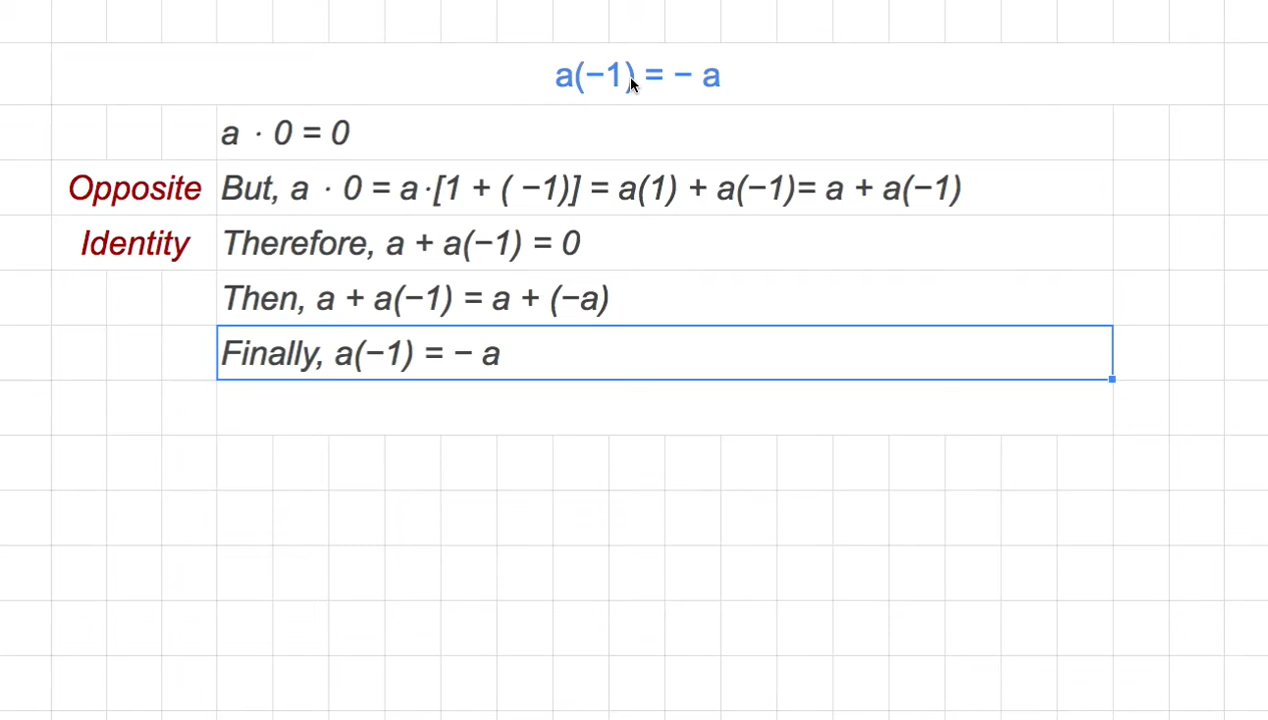 a(−1) = − a
a · 0 = 0
Opposite But, a · 0 = a·[1 + ( −1)] = a(1) + a(−1)= a + a(−1)
Identity Therefore, a + a(−1) = 0
Then, a + a(−1) = a + (−a)
Finally, a(−1) = − a